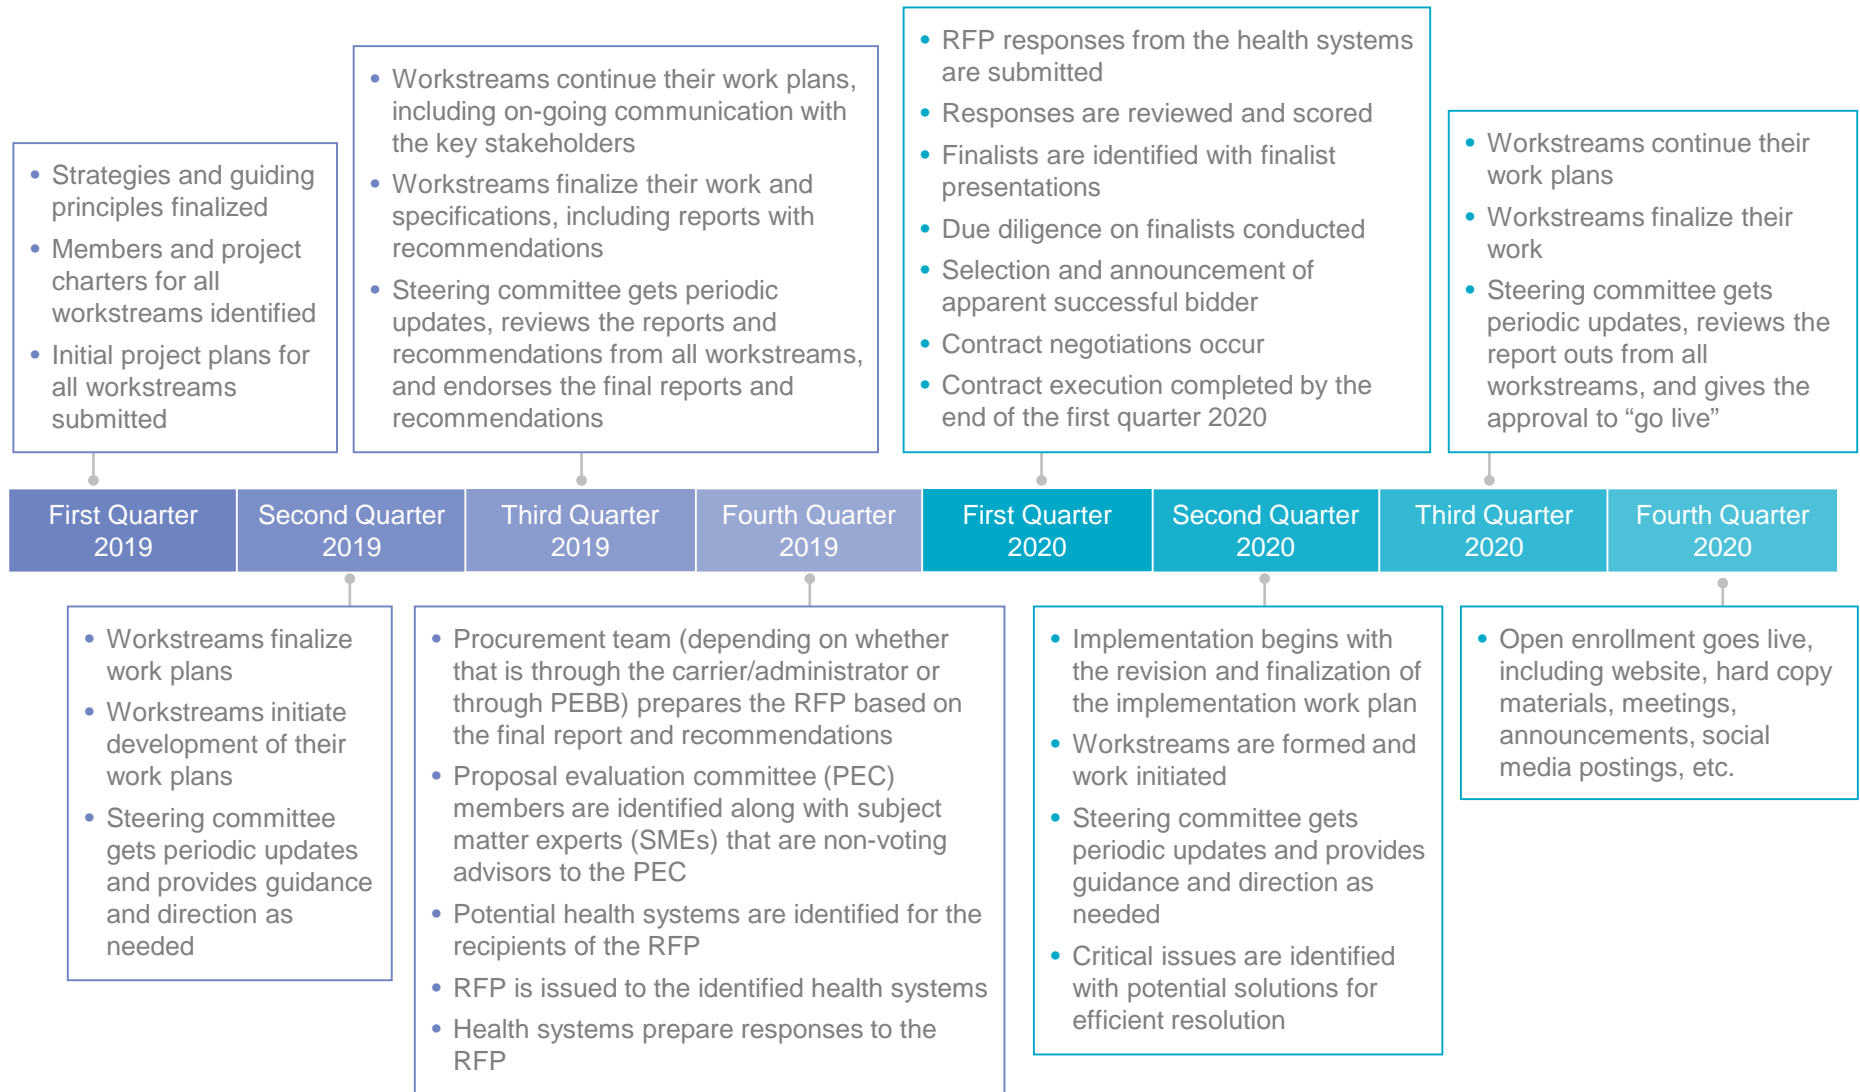 • Strategies and guiding
principles finalized
• Members and project
charters for all
workstreams identified
• Initial project plans for
all workstreams
submitted
• Workstreams continue their work plans,
including on-going communication with
the key stakeholders
• Workstreams finalize their work and
specifications, including reports with
recommendations
• Steering committee gets periodic
updates, reviews the reports and
recommendations from all workstreams,
and endorses the final reports and
recommendations
• RFP responses from the health systems
are submitted
• Responses are reviewed and scored
• Finalists are identified with finalist
presentations
• Due diligence on finalists conducted
• Selection and announcement of
apparent successful bidder
• Contract negotiations occur
• Contract execution completed by the
end of the first quarter 2020
• Workstreams continue their
work plans
• Workstreams finalize their
work
• Steering committee gets
periodic updates, reviews the
report outs from all
workstreams, and gives the
approval to “go live”
First Quarter
2019
Second Quarter
2019
Third Quarter
2019
Fourth Quarter
2019
First Quarter
2020
Second Quarter
2020
Third Quarter
2020
Fourth Quarter
2020
• Workstreams finalize
work plans
• Workstreams initiate
development of their
work plans
• Steering committee
gets periodic updates
and provides guidance
and direction as
needed
• Procurement team (depending on whether
that is through the carrier/administrator or
through PEBB) prepares the RFP based on
the final report and recommendations
• Proposal evaluation committee (PEC)
members are identified along with subject
matter experts (SMEs) that are non-voting
advisors to the PEC
• Potential health systems are identified for the
recipients of the RFP
• RFP is issued to the identified health systems
• Health systems prepare responses to the
RFP
• Implementation begins with
the revision and finalization of
the implementation work plan
• Workstreams are formed and
work initiated
• Steering committee gets
periodic updates and provides
guidance and direction as
needed
• Critical issues are identified
with potential solutions for
efficient resolution
• Open enrollment goes live,
including website, hard copy
materials, meetings,
announcements, social
media postings, etc.